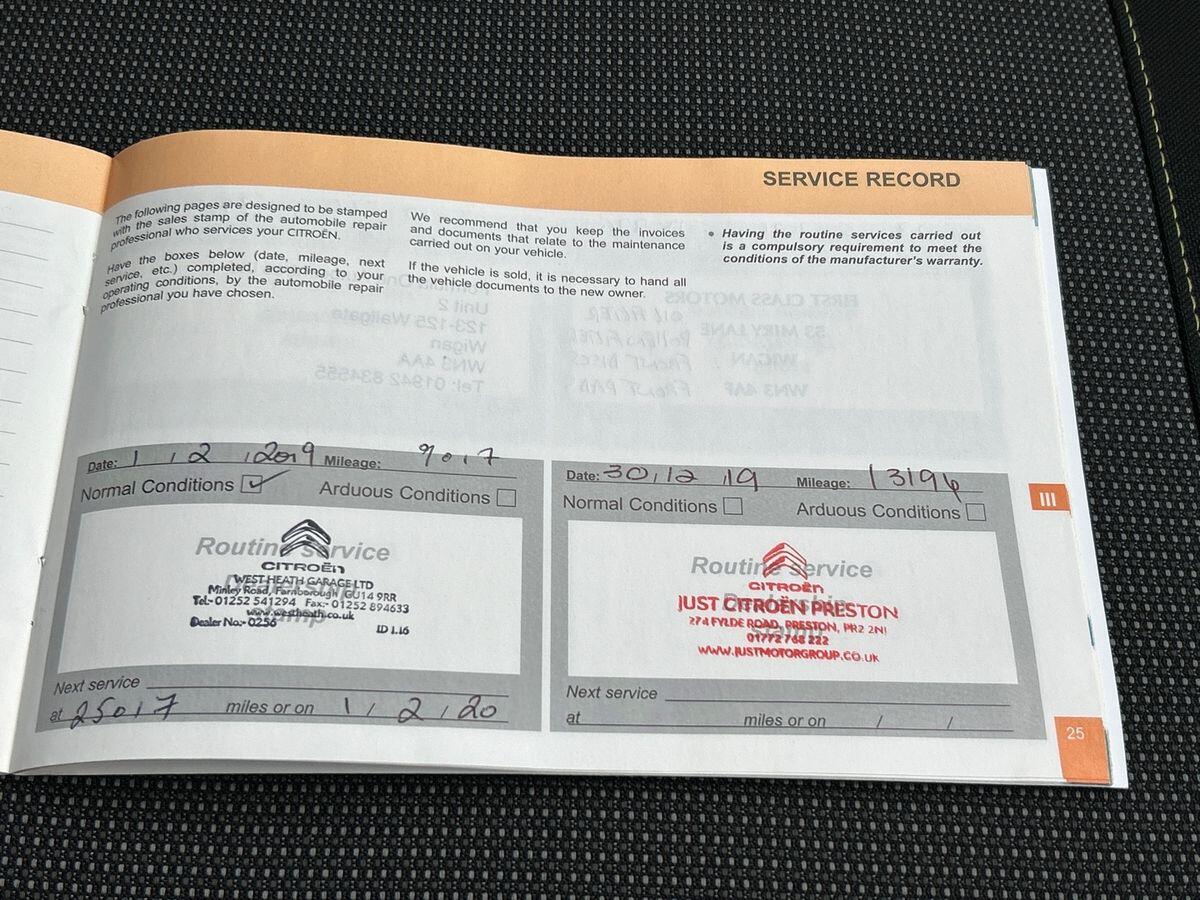 SERVICE RECORD
The following pages are designed to be stamped
with the sales stamp of the automobile repair
professional who services your CITROËN.
Have the boxes below (date, mileage, next
service, etc.) completed, according to your
operating conditions, by the automobile repair
professional you have chosen.
We recommend that you keep the invoices
and documents that relate to the maintenance
carried out on your vehicle.
If the vehicle is sold, it is necessary to hand all
the vehicle documents to the new owner.
• Having the routine services carried out
is a compulsory requirement to meet the
conditions of the manufacturer's warranty.
Date: 1 / 2 / 2019 Mileage: 9017
Normal Conditions ☑ Arduous Conditions ☐
Routine service
CITROËN
Dealership
WEST HEATH GARAGE LTD
Minley Road, Farnborough GU14 9RR
Tel:- 01252 541294 Fax:- 01252 894633
www.westheath.co.uk
stamp
Dealer No:- 0256
ID 1.16
Next service
at 25017 miles or on 1 / 2 / 20
Date: 30 / 12 / 19 Mileage: 13196
Normal Conditions ☐ Arduous Conditions ☐
Routine service
CITROËN
Dealership
JUST CITROËN PRESTON
stamp
274 FYLDE ROAD, PRESTON, PR2 2NJ
01772 768 222
WWW.JUSTMOTORGROUP.CO.UK
Next service
at miles or on / /
III
25